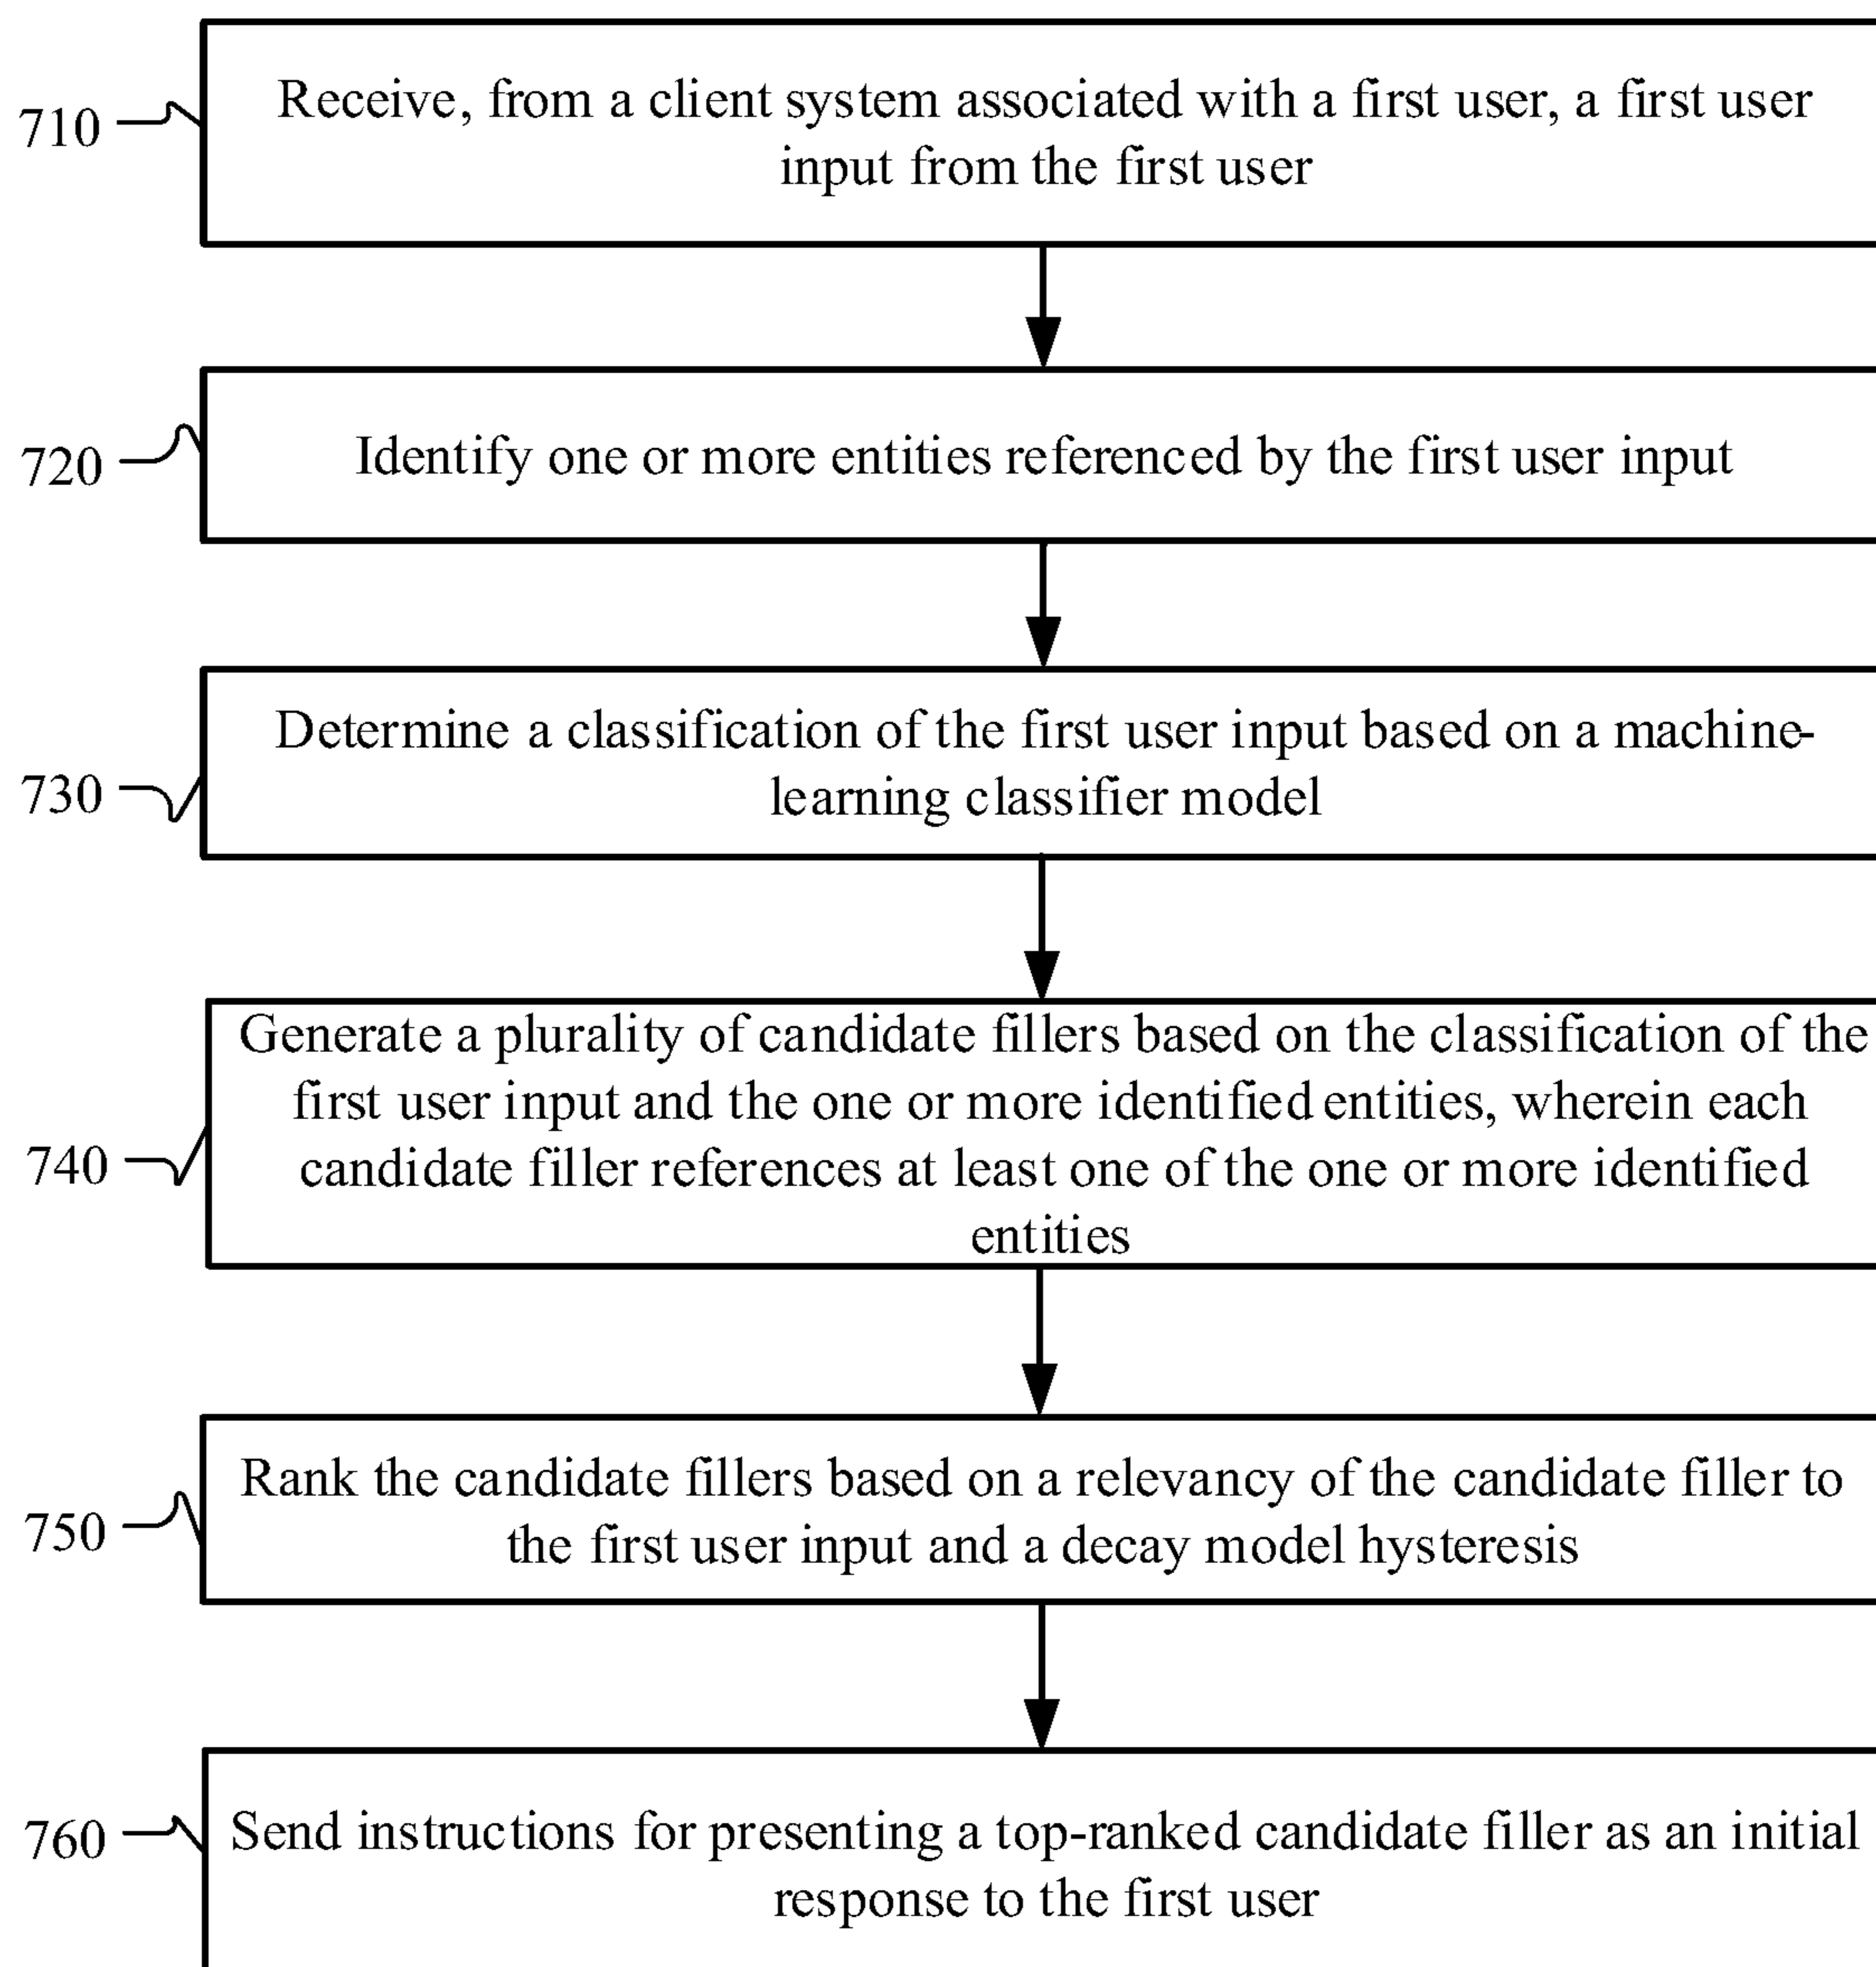 710
Receive, from a client system associated with a first user, a first user
input from the first user
720
Identify one or more entities referenced by the first user input
730
Determine a classification of the first user input based on a machine-
learning classifier model
740
Generate a plurality of candidate fillers based on the classification of the
first user input and the one or more identified entities, wherein each
candidate filler references at least one of the one or more identified
entities
750
Rank the candidate fillers based on a relevancy of the candidate filler to
the first user input and a decay model hysteresis
760
Send instructions for presenting a top-ranked candidate filler as an initial
response to the first user